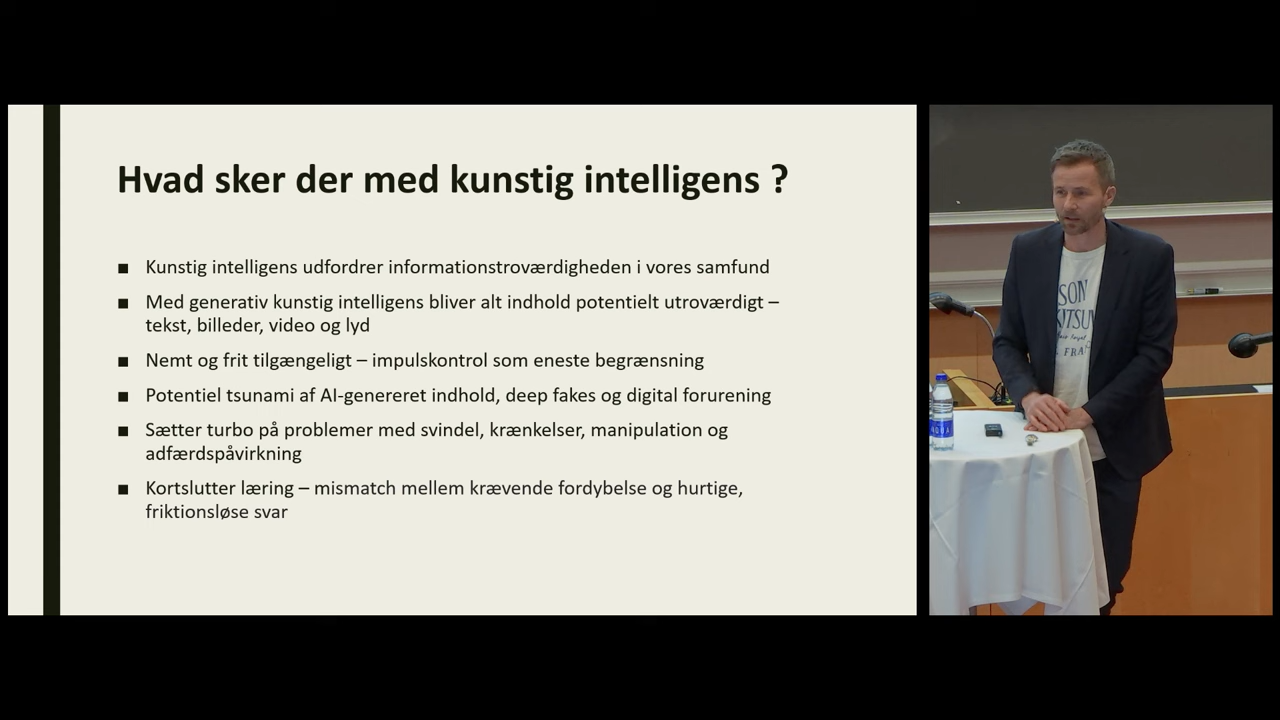 Hvad sker der med kunstig intelligens ?
■ Kunstig intelligens udfordrer informationstroværdigheden i vores samfund
■ Med generativ kunstig intelligens bliver alt indhold potentielt utroværdigt –
tekst, billeder, video og lyd
■ Nemt og frit tilgængeligt – impulskontrol som eneste begrænsning
■ Potentiel tsunami af AI-genereret indhold, deep fakes og digital forurening
■ Sætter turbo på problemer med svindel, krænkelser, manipulation og
adfærdspåvirkning
■ Kortslutter læring – mismatch mellem krævende fordybelse og hurtige,
friktionsløse svar
SON
KITSU
FRA